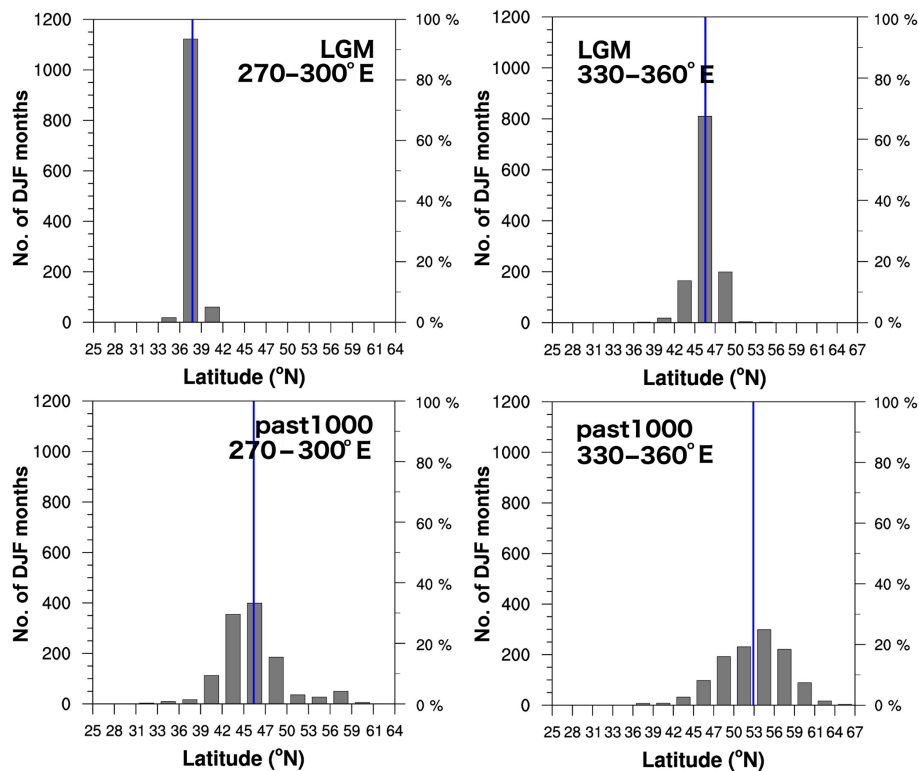 1200
1000
800
600
400
200
0
No. of DJF months
LGM
270–300°E
100 %
80 %
60 %
40 %
20 %
0 %
25 28 31 33 36 39 42 45 47 50 53 56 59 61 64
Latitude (°N)
1200
1000
800
600
400
200
0
No. of DJF months
LGM
330–360°E
100 %
80 %
60 %
40 %
20 %
0 %
25 28 31 33 36 39 42 45 47 50 53 56 59 61 64 67
Latitude (°N)
1200
1000
800
600
400
200
0
No. of DJF months
past1000
270–300°E
100 %
80 %
60 %
40 %
20 %
0 %
25 28 31 33 36 39 42 45 47 50 53 56 59 61 64
Latitude (°N)
1200
1000
800
600
400
200
0
No. of DJF months
past1000
330–360°E
100 %
80 %
60 %
40 %
20 %
0 %
25 28 31 33 36 39 42 45 47 50 53 56 59 61 64 67
Latitude (°N)